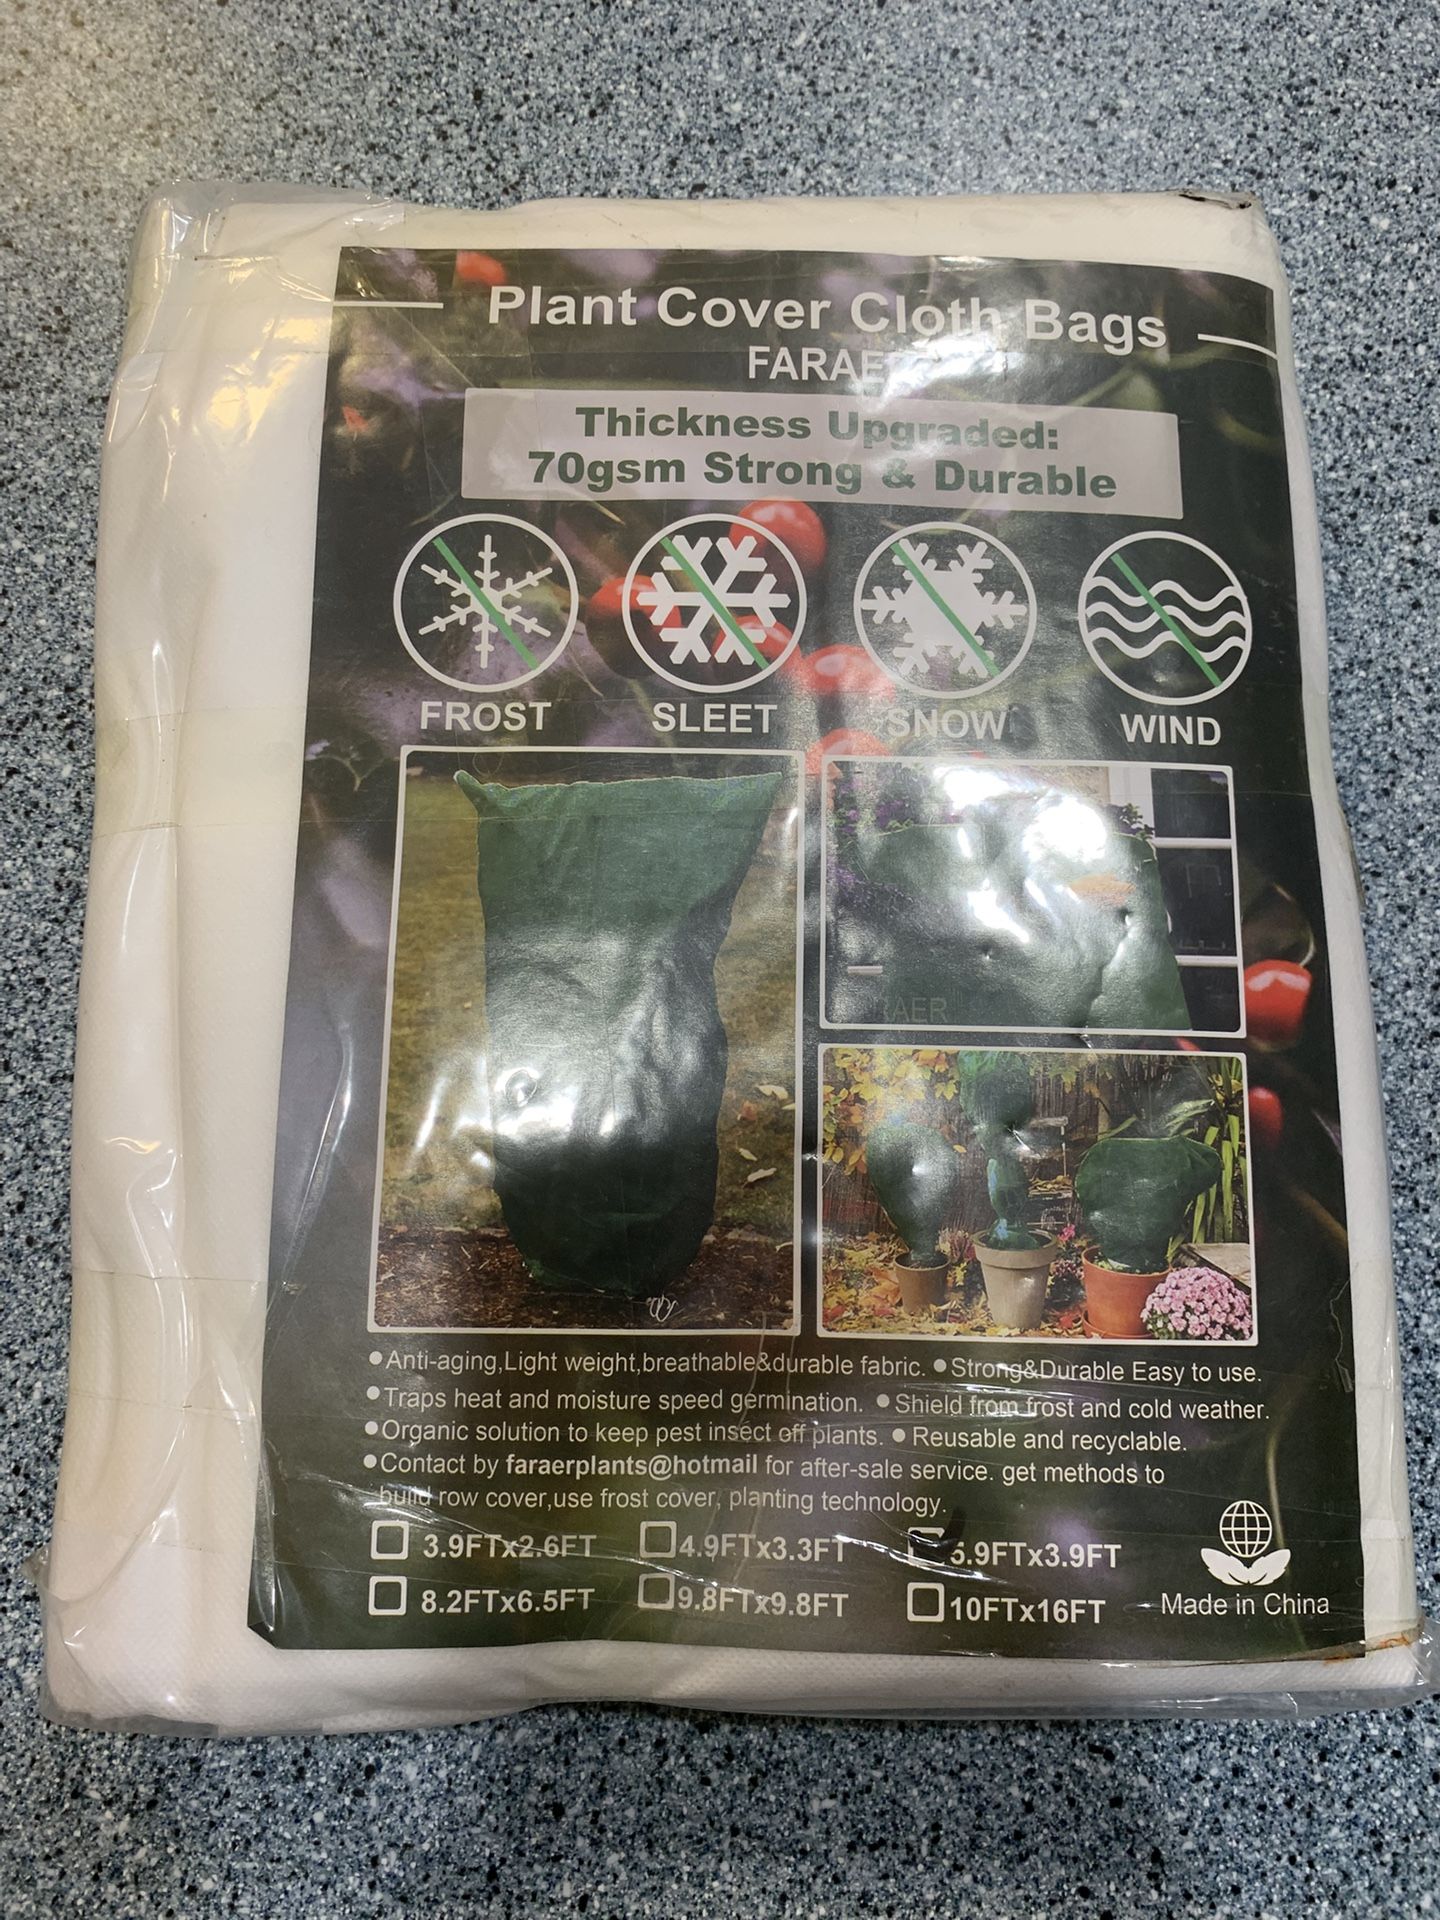 Plant Cover Cloth Bags
FARAER
Thickness Upgraded:
70gsm Strong & Durable
FROST SLEET SNOW WIND
FARAER
•Anti-aging,Light weight,breathable&durable fabric. •Strong&Durable Easy to use.
•Traps heat and moisture speed germination. •Shield from frost and cold weather.
•Organic solution to keep pest insect off plants. •Reusable and recyclable.
•Contact by faraerplants@hotmail for after-sale service. get methods to
build row cover,use frost cover, planting technology.
3.9FTx2.6FT 4.9FTx3.3FT 5.9FTx3.9FT
8.2FTx6.5FT 9.8FTx9.8FT 10FTx16FT
Made in China